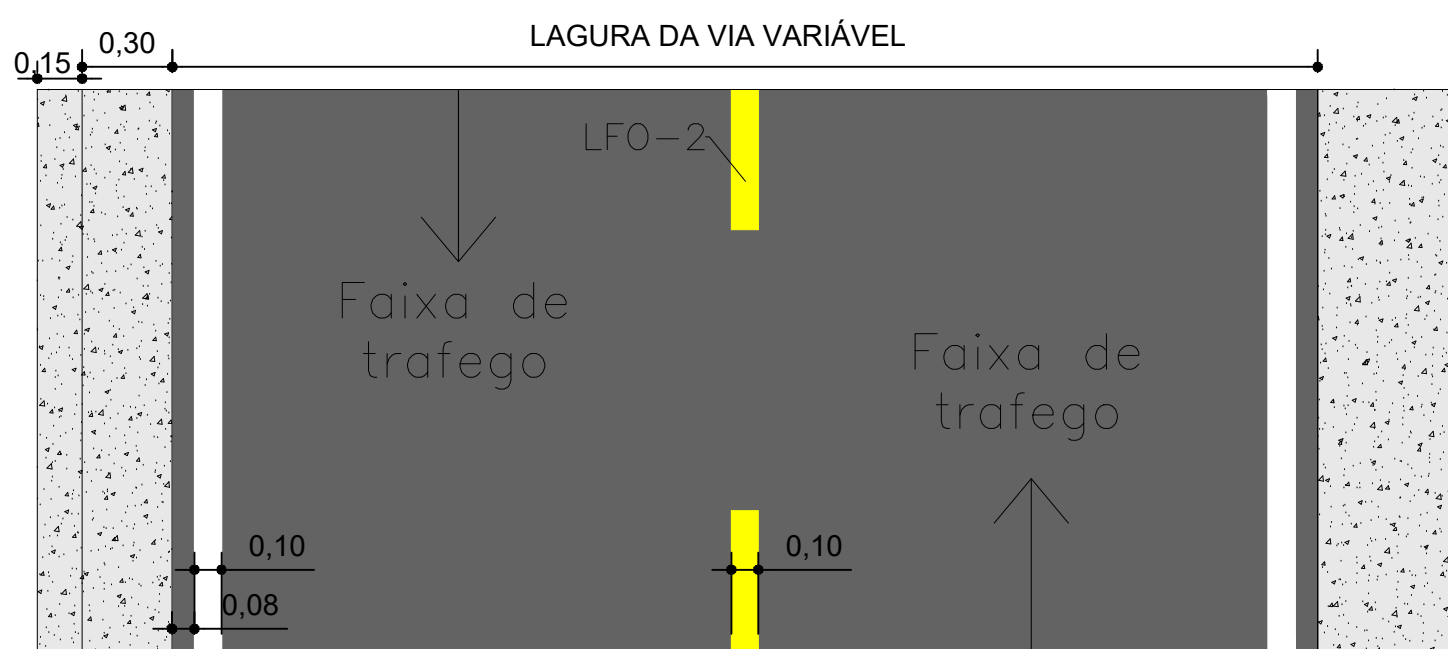 LAGURA DA VIA VARIÁVEL
0,30
0,15
LFO-2
Faixa de
trafego
Faixa de
trafego
0,10
0,10
0,08